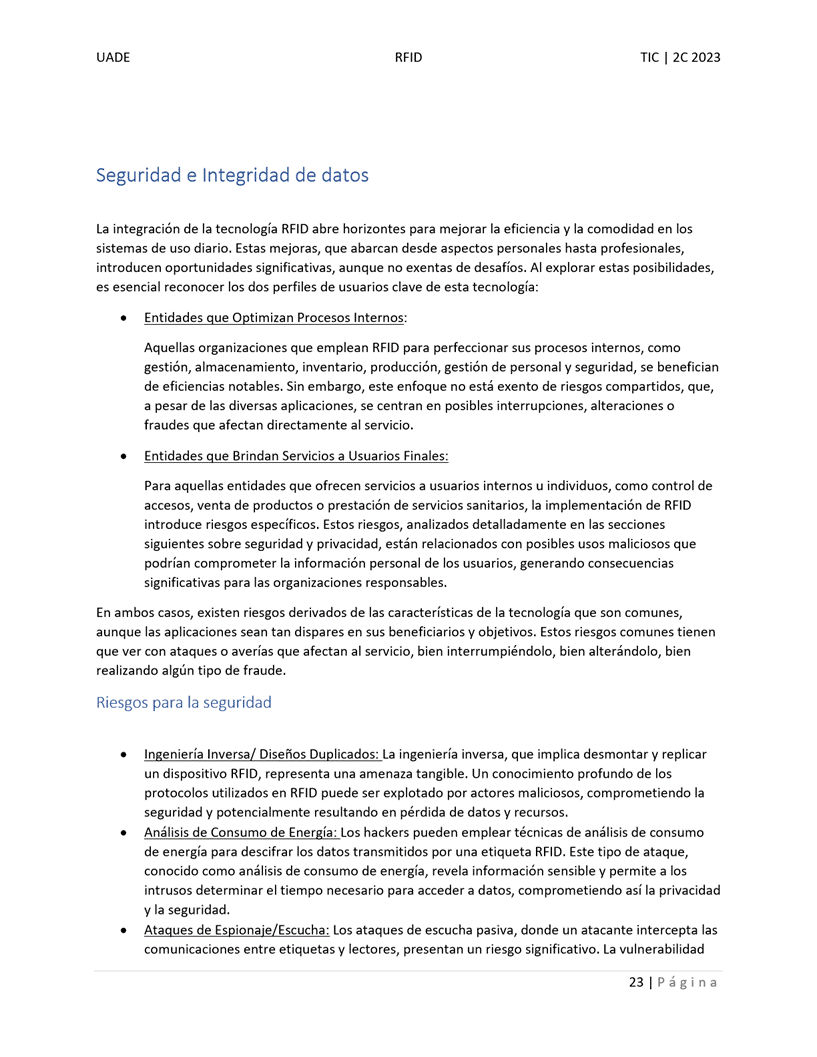 UADE RFID TIC | 2C 2023
Seguridad e Integridad de datos
La integración de la tecnología RFID abre horizontes para mejorar la eficiencia y la comodidad en los
sistemas de uso diario. Estas mejoras, que abarcan desde aspectos personales hasta profesionales,
introducen oportunidades significativas, aunque no exentas de desafíos. Al explorar estas posibilidades,
es esencial reconocer los dos perfiles de usuarios clave de esta tecnología:
• Entidades que Optimizan Procesos Internos:
Aquellas organizaciones que emplean RFID para perfeccionar sus procesos internos, como
gestión, almacenamiento, inventario, producción, gestión de personal y seguridad, se benefician
de eficiencias notables. Sin embargo, este enfoque no está exento de riesgos compartidos, que,
a pesar de las diversas aplicaciones, se centran en posibles interrupciones, alteraciones o
fraudes que afectan directamente al servicio.
• Entidades que Brindan Servicios a Usuarios Finales:
Para aquellas entidades que ofrecen servicios a usuarios internos u individuos, como control de
accesos, venta de productos o prestación de servicios sanitarios, la implementación de RFID
introduce riesgos específicos. Estos riesgos, analizados detalladamente en las secciones
siguientes sobre seguridad y privacidad, están relacionados con posibles usos maliciosos que
podrían comprometer la información personal de los usuarios, generando consecuencias
significativas para las organizaciones responsables.
En ambos casos, existen riesgos derivados de las características de la tecnología que son comunes,
aunque las aplicaciones sean tan dispares en sus beneficiarios y objetivos. Estos riesgos comunes tienen
que ver con ataques o averías que afectan al servicio, bien interrumpiéndolo, bien alterándolo, bien
realizando algún tipo de fraude.
Riesgos para la seguridad
• Ingeniería Inversa/ Diseños Duplicados: La ingeniería inversa, que implica desmontar y replicar
un dispositivo RFID, representa una amenaza tangible. Un conocimiento profundo de los
protocolos utilizados en RFID puede ser explotado por actores maliciosos, comprometiendo la
seguridad y potencialmente resultando en pérdida de datos y recursos.
• Análisis de Consumo de Energía: Los hackers pueden emplear técnicas de análisis de consumo
de energía para descifrar los datos transmitidos por una etiqueta RFID. Este tipo de ataque,
conocido como análisis de consumo de energía, revela información sensible y permite a los
intrusos determinar el tiempo necesario para acceder a datos, comprometiendo así la privacidad
y la seguridad.
• Ataques de Espionaje/Escucha: Los ataques de escucha pasiva, donde un atacante intercepta las
comunicaciones entre etiquetas y lectores, presentan un riesgo significativo. La vulnerabilidad
23 | Página